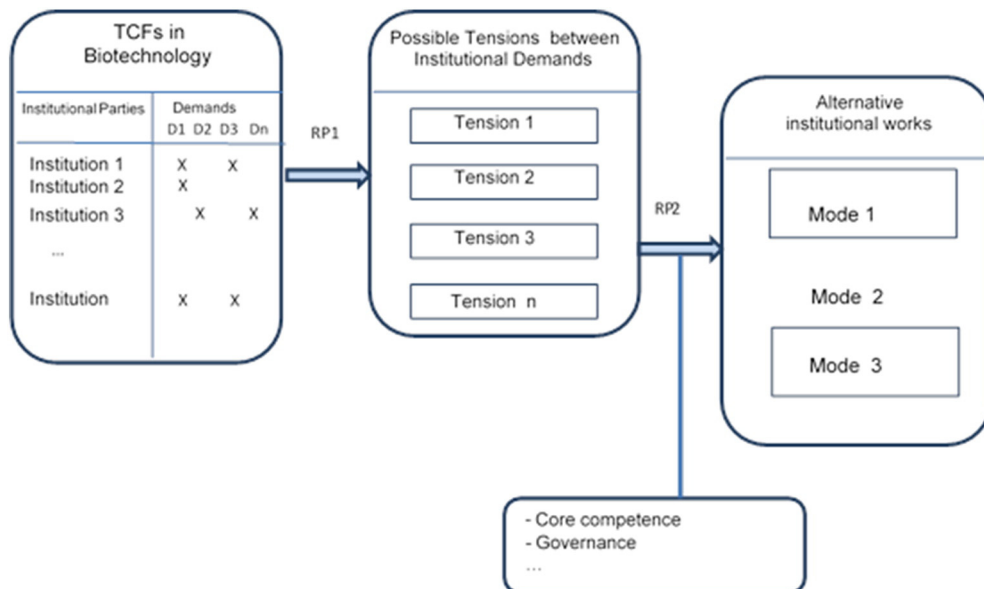 TCFs in
Biotechnology
Institutional Parties
Demands
D1 D2 D3 Dn
Institution 1 X X
Institution 2 X
Institution 3 X X
...
Institution X X
RP1
Possible Tensions between
Institutional Demands
Tension 1
Tension 2
Tension 3
Tension n
RP2
Alternative
institutional works
Mode 1
Mode 2
Mode 3
- Core competence
- Governance
...